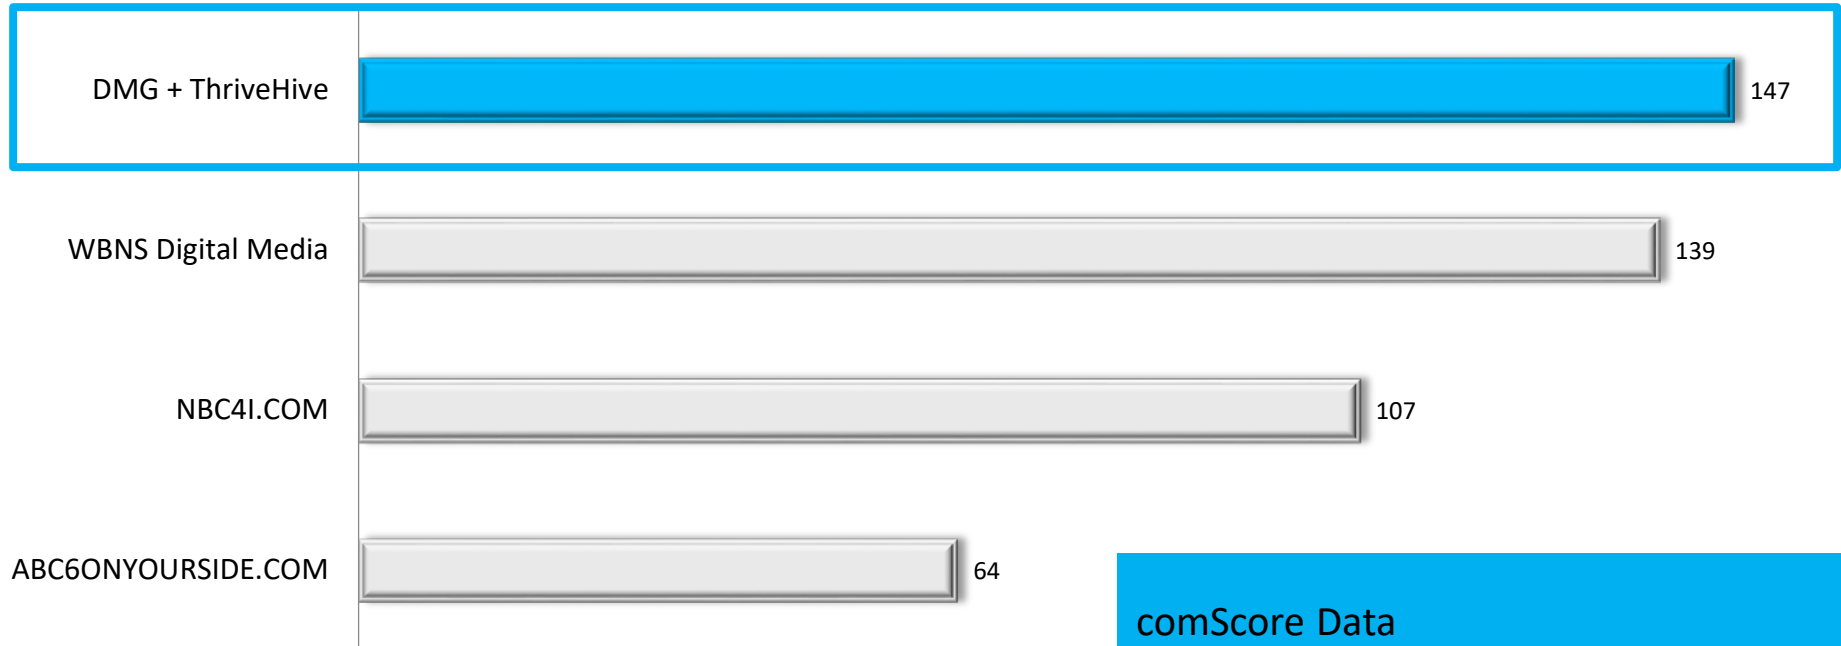 DMG + ThriveHive 147
WBNS Digital Media 139
NBC4I.COM 107
ABC6ONYOURSIDE.COM 64
comScore Data